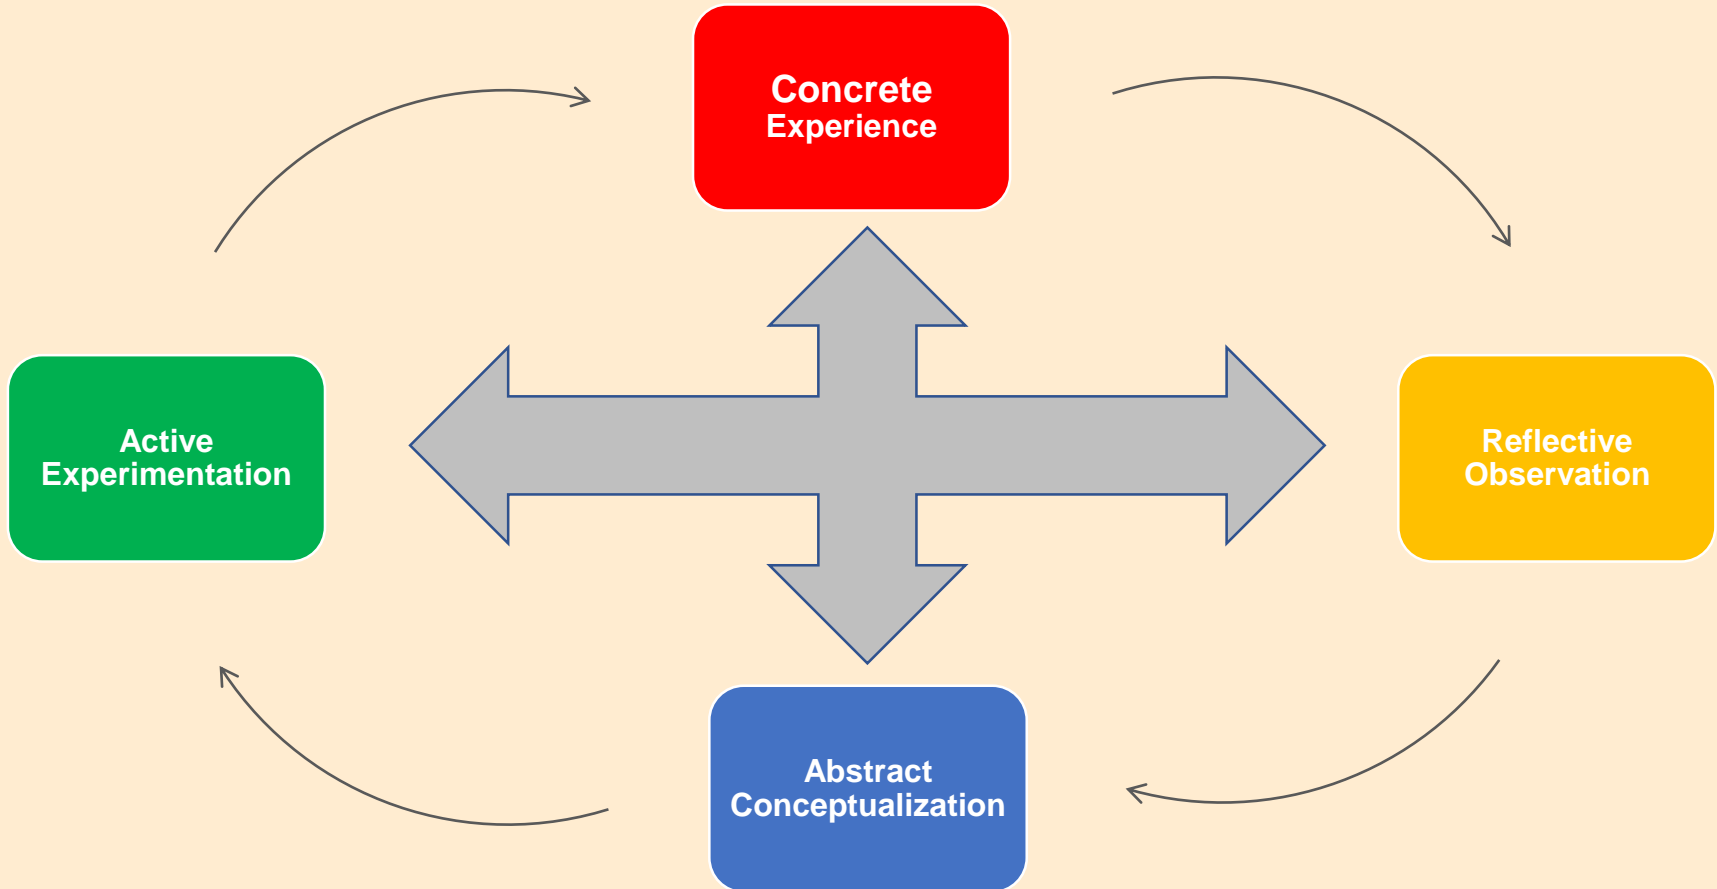 Concrete
Experience
Active
Experimentation
Reflective
Observation
Abstract
Conceptualization